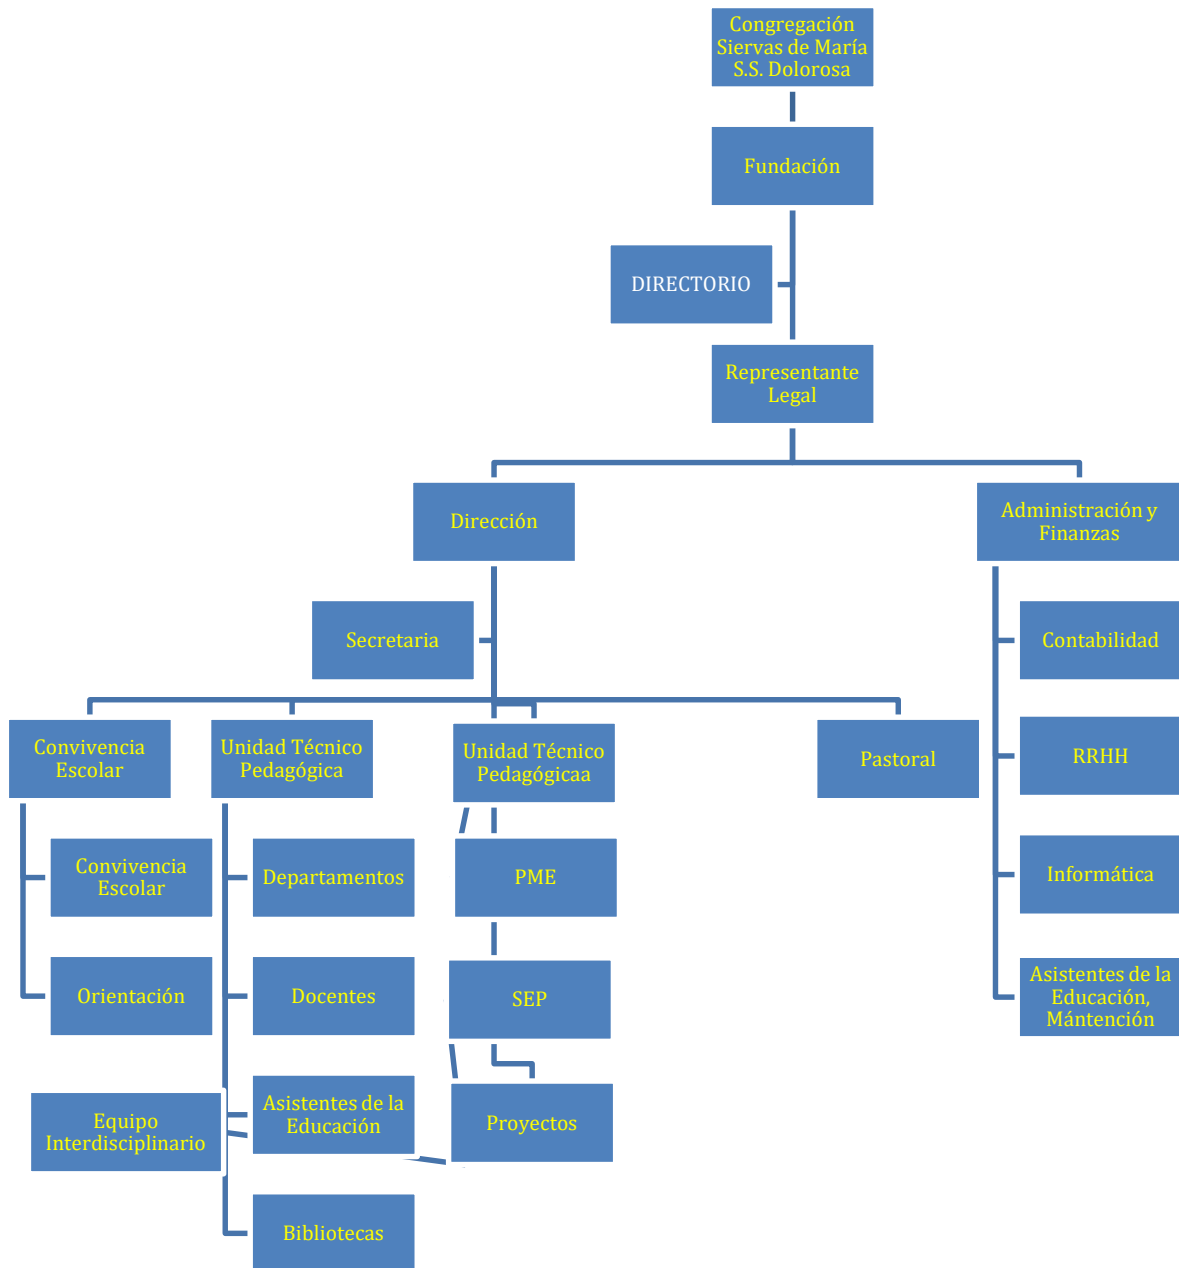 Congregación
Siervas de María
S.S. Dolorosa
Fundación
DIRECTORIO
Representante
Legal
Dirección
Administración y
Finanzas
Secretaria
Contabilidad
Convivencia
Escolar
Unidad Técnico
Pedagógica
Unidad Técnico
Pedagógicaa
Pastoral
RRHH
Convivencia
Escolar
Departamentos
PME
Informática
Orientación
Docentes
SEP
Asistentes de la
Educación,
Mántención
Equipo
Interdisciplinario
Asistentes de la
Educación
Proyectos
Bibliotecas